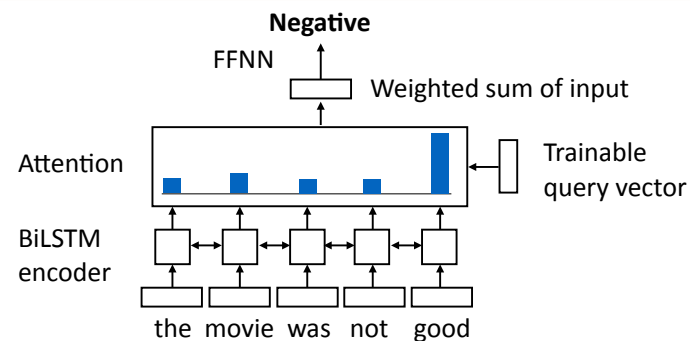 Negative
FFNN
Weighted sum of input
Attention
Trainable
query vector
BiLSTM
encoder
the movie was not good